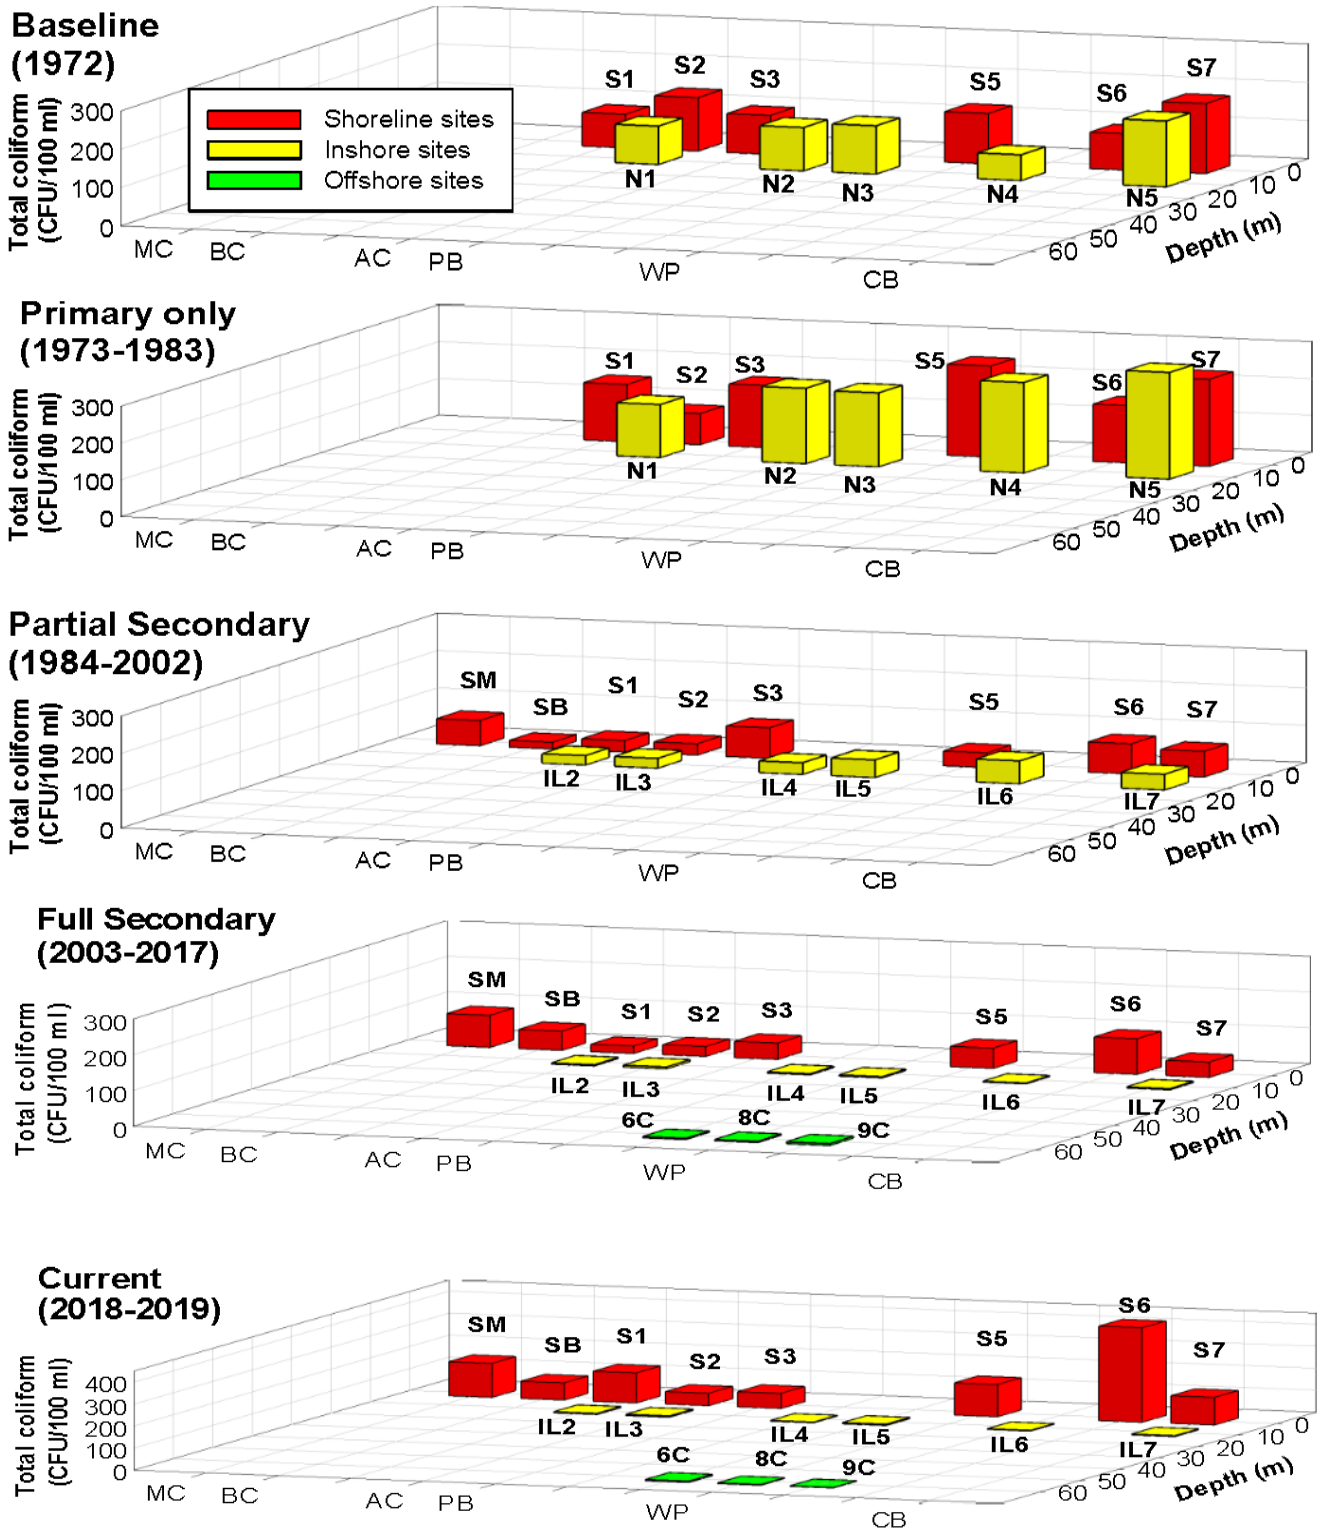 Baseline
(1972)
Total coliform
(CFU/100 ml)
300
200
100
0
Shoreline sites
Inshore sites
Offshore sites
S1
S2
S3
S5
S6
S7
N1
N2
N3
N4
N5
MC
BC
AC
PB
WP
CB
60
50
40
30
20
10
0
Depth (m)
Primary only
(1973-1983)
Total coliform
(CFU/100 ml)
300
200
100
0
S1
S2
S3
S5
S6
S7
N1
N2
N3
N4
N5
MC
BC
AC
PB
WP
CB
60
50
40
30
20
10
0
Depth (m)
Partial Secondary
(1984-2002)
Total coliform
(CFU/100 ml)
300
200
100
0
SM
SB
S1
S2
S3
S5
S6
S7
IL2
IL3
IL4
IL5
IL6
IL7
MC
BC
AC
PB
WP
CB
60
50
40
30
20
10
0
Depth (m)
Full Secondary
(2003-2017)
Total coliform
(CFU/100 ml)
300
200
100
0
SM
SB
S1
S2
S3
S5
S6
S7
IL2
IL3
IL4
IL5
IL6
IL7
6C
8C
9C
MC
BC
AC
PB
WP
CB
60
50
40
30
20
10
0
Depth (m)
Current
(2018-2019)
Total coliform
(CFU/100 ml)
400
300
200
100
0
SM
SB
S1
S2
S3
S5
S6
S7
IL2
IL3
IL4
IL5
IL6
IL7
6C
8C
9C
MC
BC
AC
PB
WP
CB
60
50
40
30
20
10
0
Depth (m)